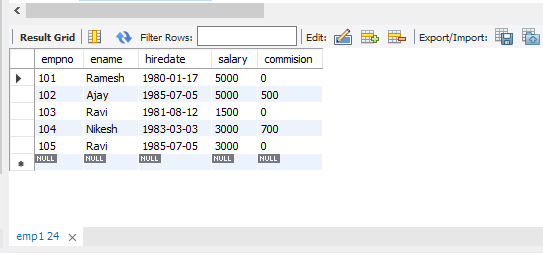 Result Grid Filter Rows: Edit: Export/Import:
empno ename hiredate salary commision
101 Ramesh 1980-01-17 5000 0
102 Ajay 1985-07-05 5000 500
103 Ravi 1981-08-12 1500 0
104 Nikesh 1983-03-03 3000 700
105 Ravi 1985-07-05 3000 0
NULL NULL NULL NULL NULL
emp1 24